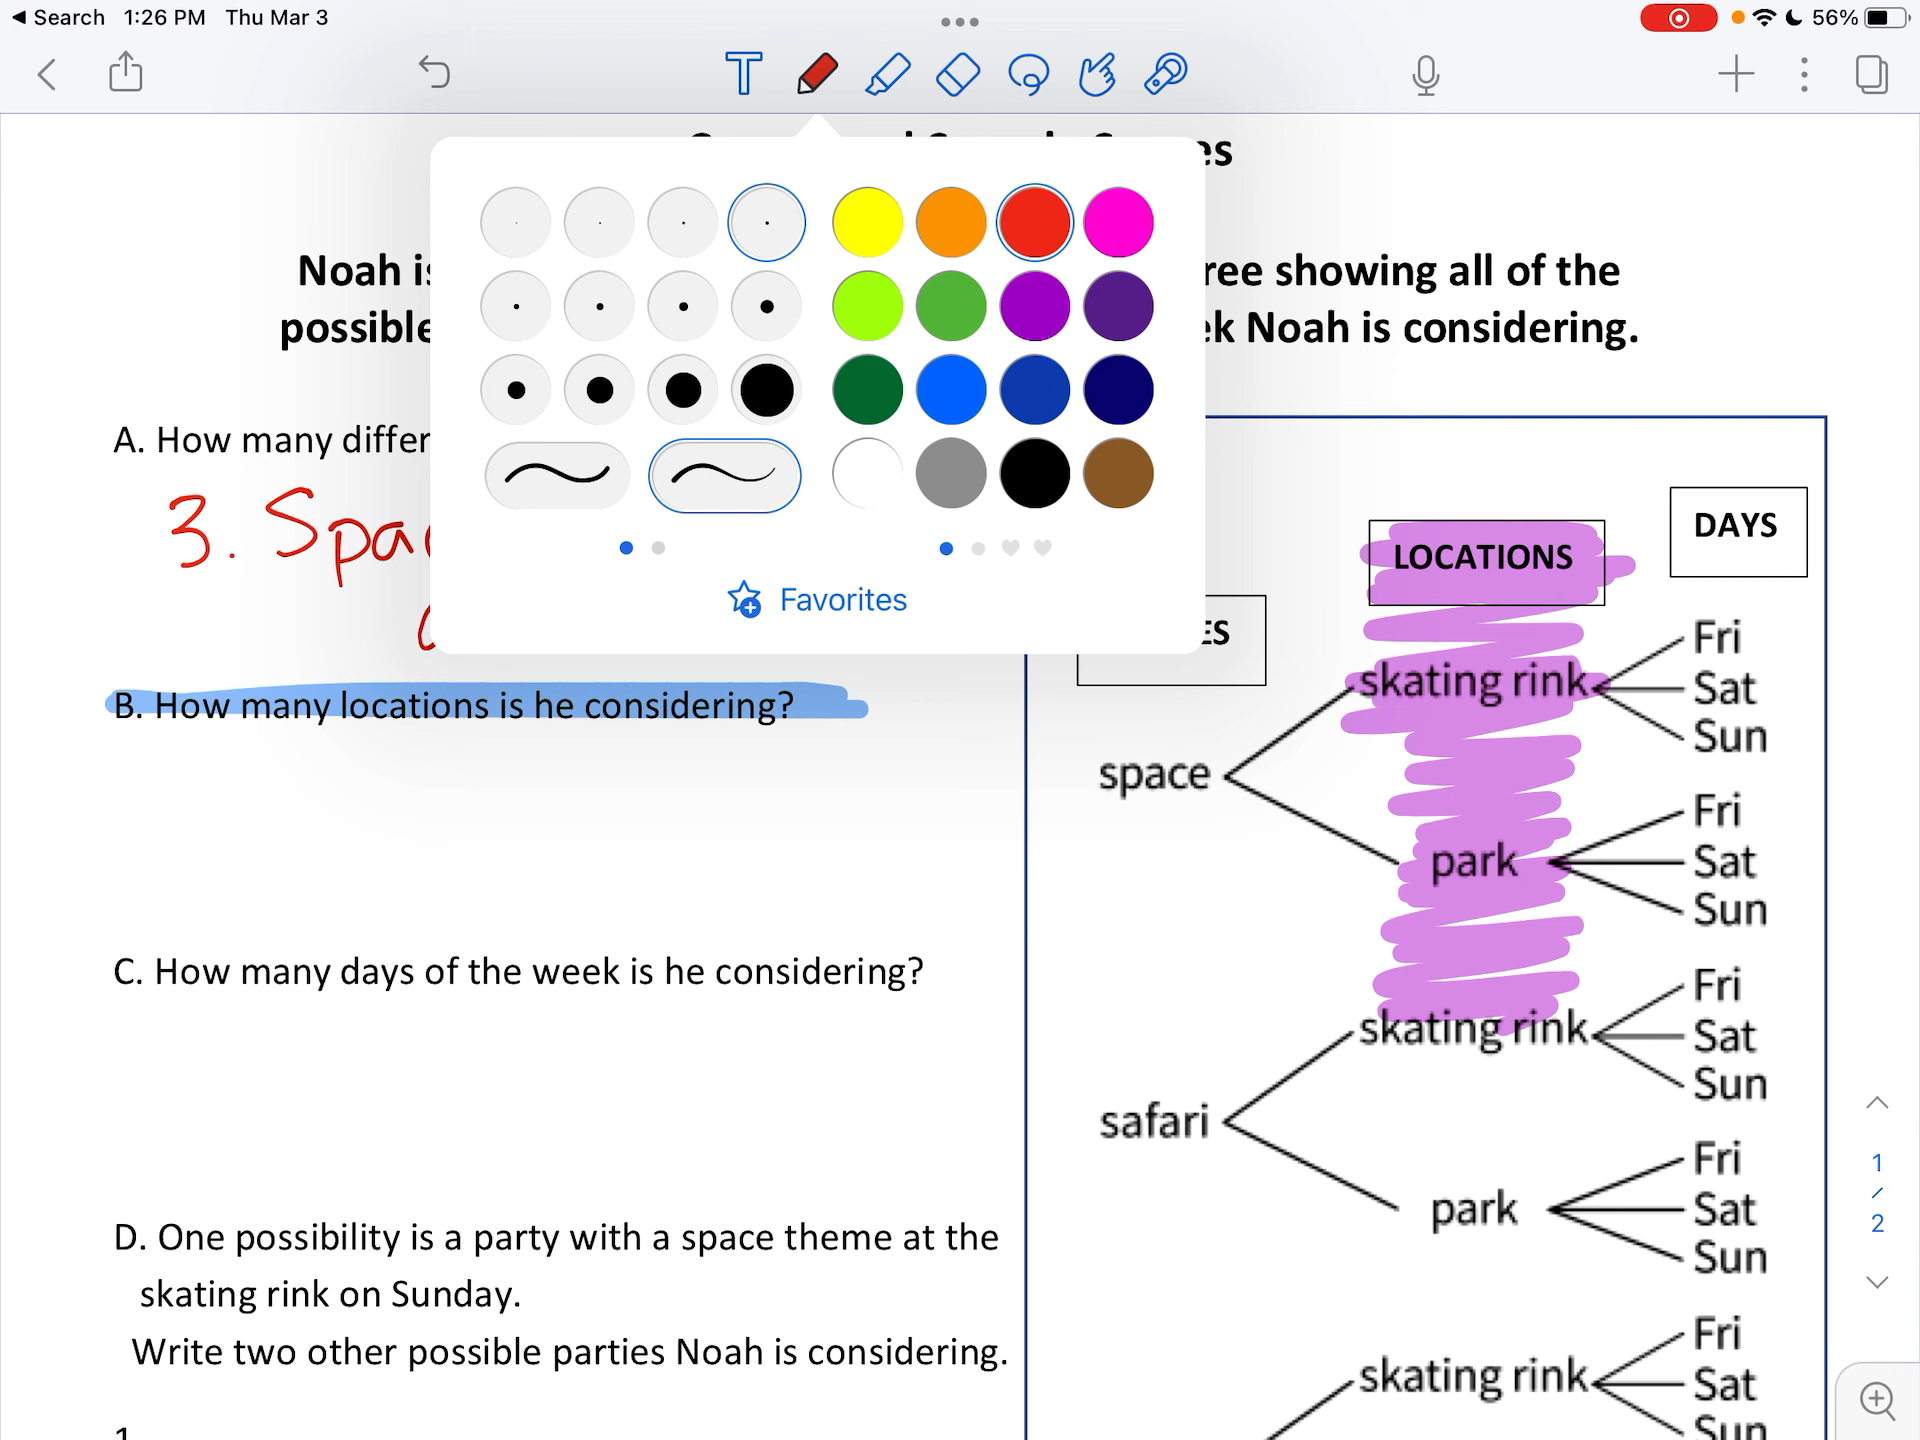 Search 1:26 PM Thu Mar 3
56%
es
Noah is ree showing all of the
possible ek Noah is considering.
A. How many differ
3. Spac
Favorites
B. How many locations is he considering?
C. How many days of the week is he considering?
D. One possibility is a party with a space theme at the
skating rink on Sunday.
Write two other possible parties Noah is considering.
1
ES
LOCATIONS
DAYS
space
skating rink
Fri
Sat
Sun
park
Fri
Sat
Sun
safari
skating rink
Fri
Sat
Sun
park
Fri
Sat
Sun
skating rink
Fri
Sat
Sun
1
/
2